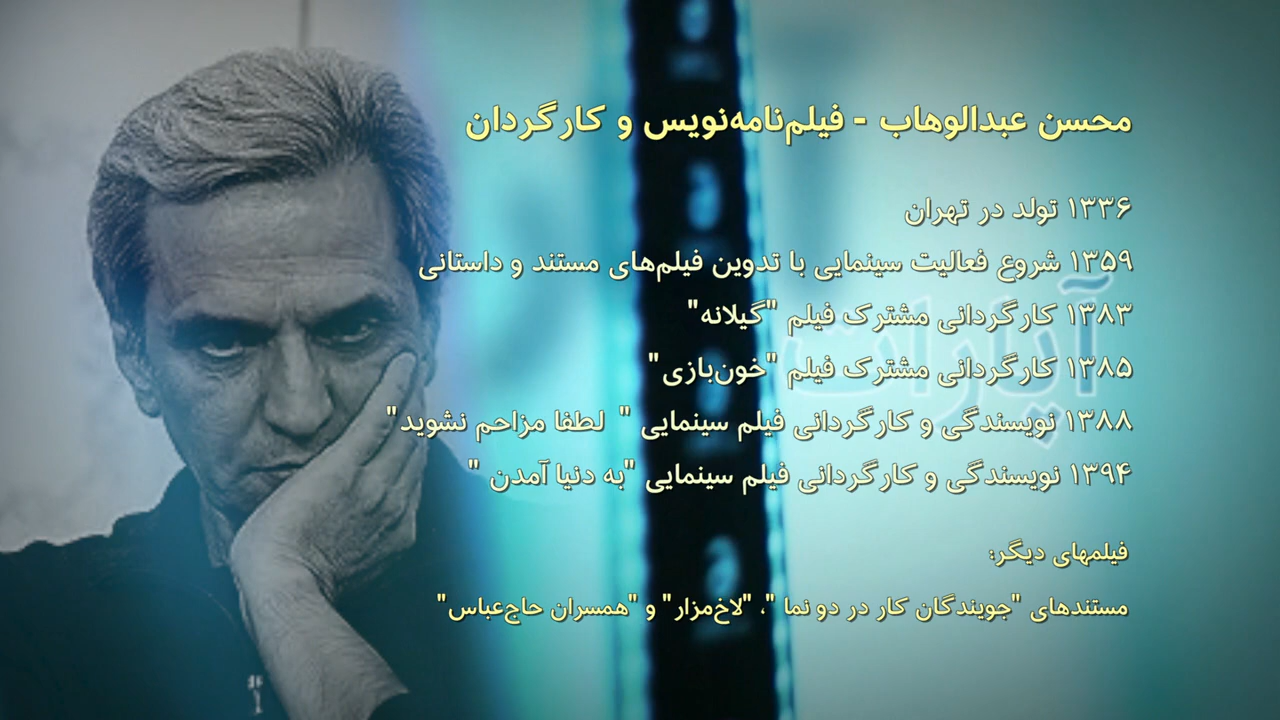 محسن عبدالوهاب - فیلم‌نامه‌نویس و کارگردان
۱۳۳۶ تولد در تهران
۱۳۵۹ شروع فعالیت سینمایی با تدوین فیلم‌های مستند و داستانی
۱۳۸۳ کارگردانی مشترک فیلم "گیلانه"
۱۳۸۵ کارگردانی مشترک فیلم "خون‌بازی"
۱۳۸۸ نویسندگی و کارگردانی فیلم سینمایی " لطفا مزاحم نشوید"
۱۳۹۴ نویسندگی و کارگردانی فیلم سینمایی "به دنیا آمدن "
فیلمهای دیگر:
مستندهای "جویندگان کار در دو نما "، "لاخ‌مزار" و "همسران حاج‌عباس"
آپارات